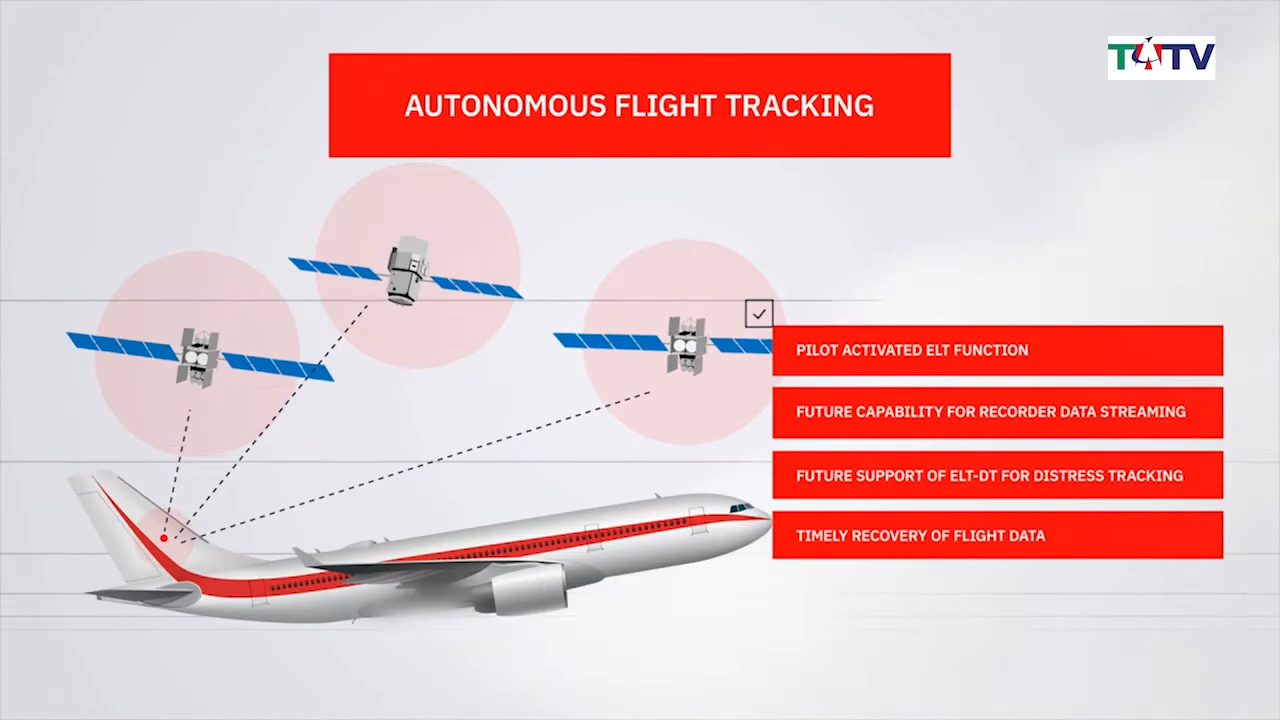 T4TV
AUTONOMOUS FLIGHT TRACKING
PILOT ACTIVATED ELT FUNCTION
FUTURE CAPABILITY FOR RECORDER DATA STREAMING
FUTURE SUPPORT OF ELT-DT FOR DISTRESS TRACKING
TIMELY RECOVERY OF FLIGHT DATA